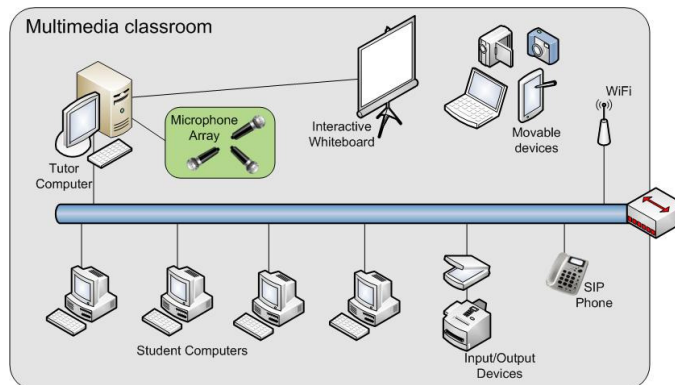 Multimedia classroom
Tutor
Computer
Microphone
Array
Interactive
Whiteboard
Movable
devices
WiFi
Student Computers
Input/Output
Devices
SIP
Phone